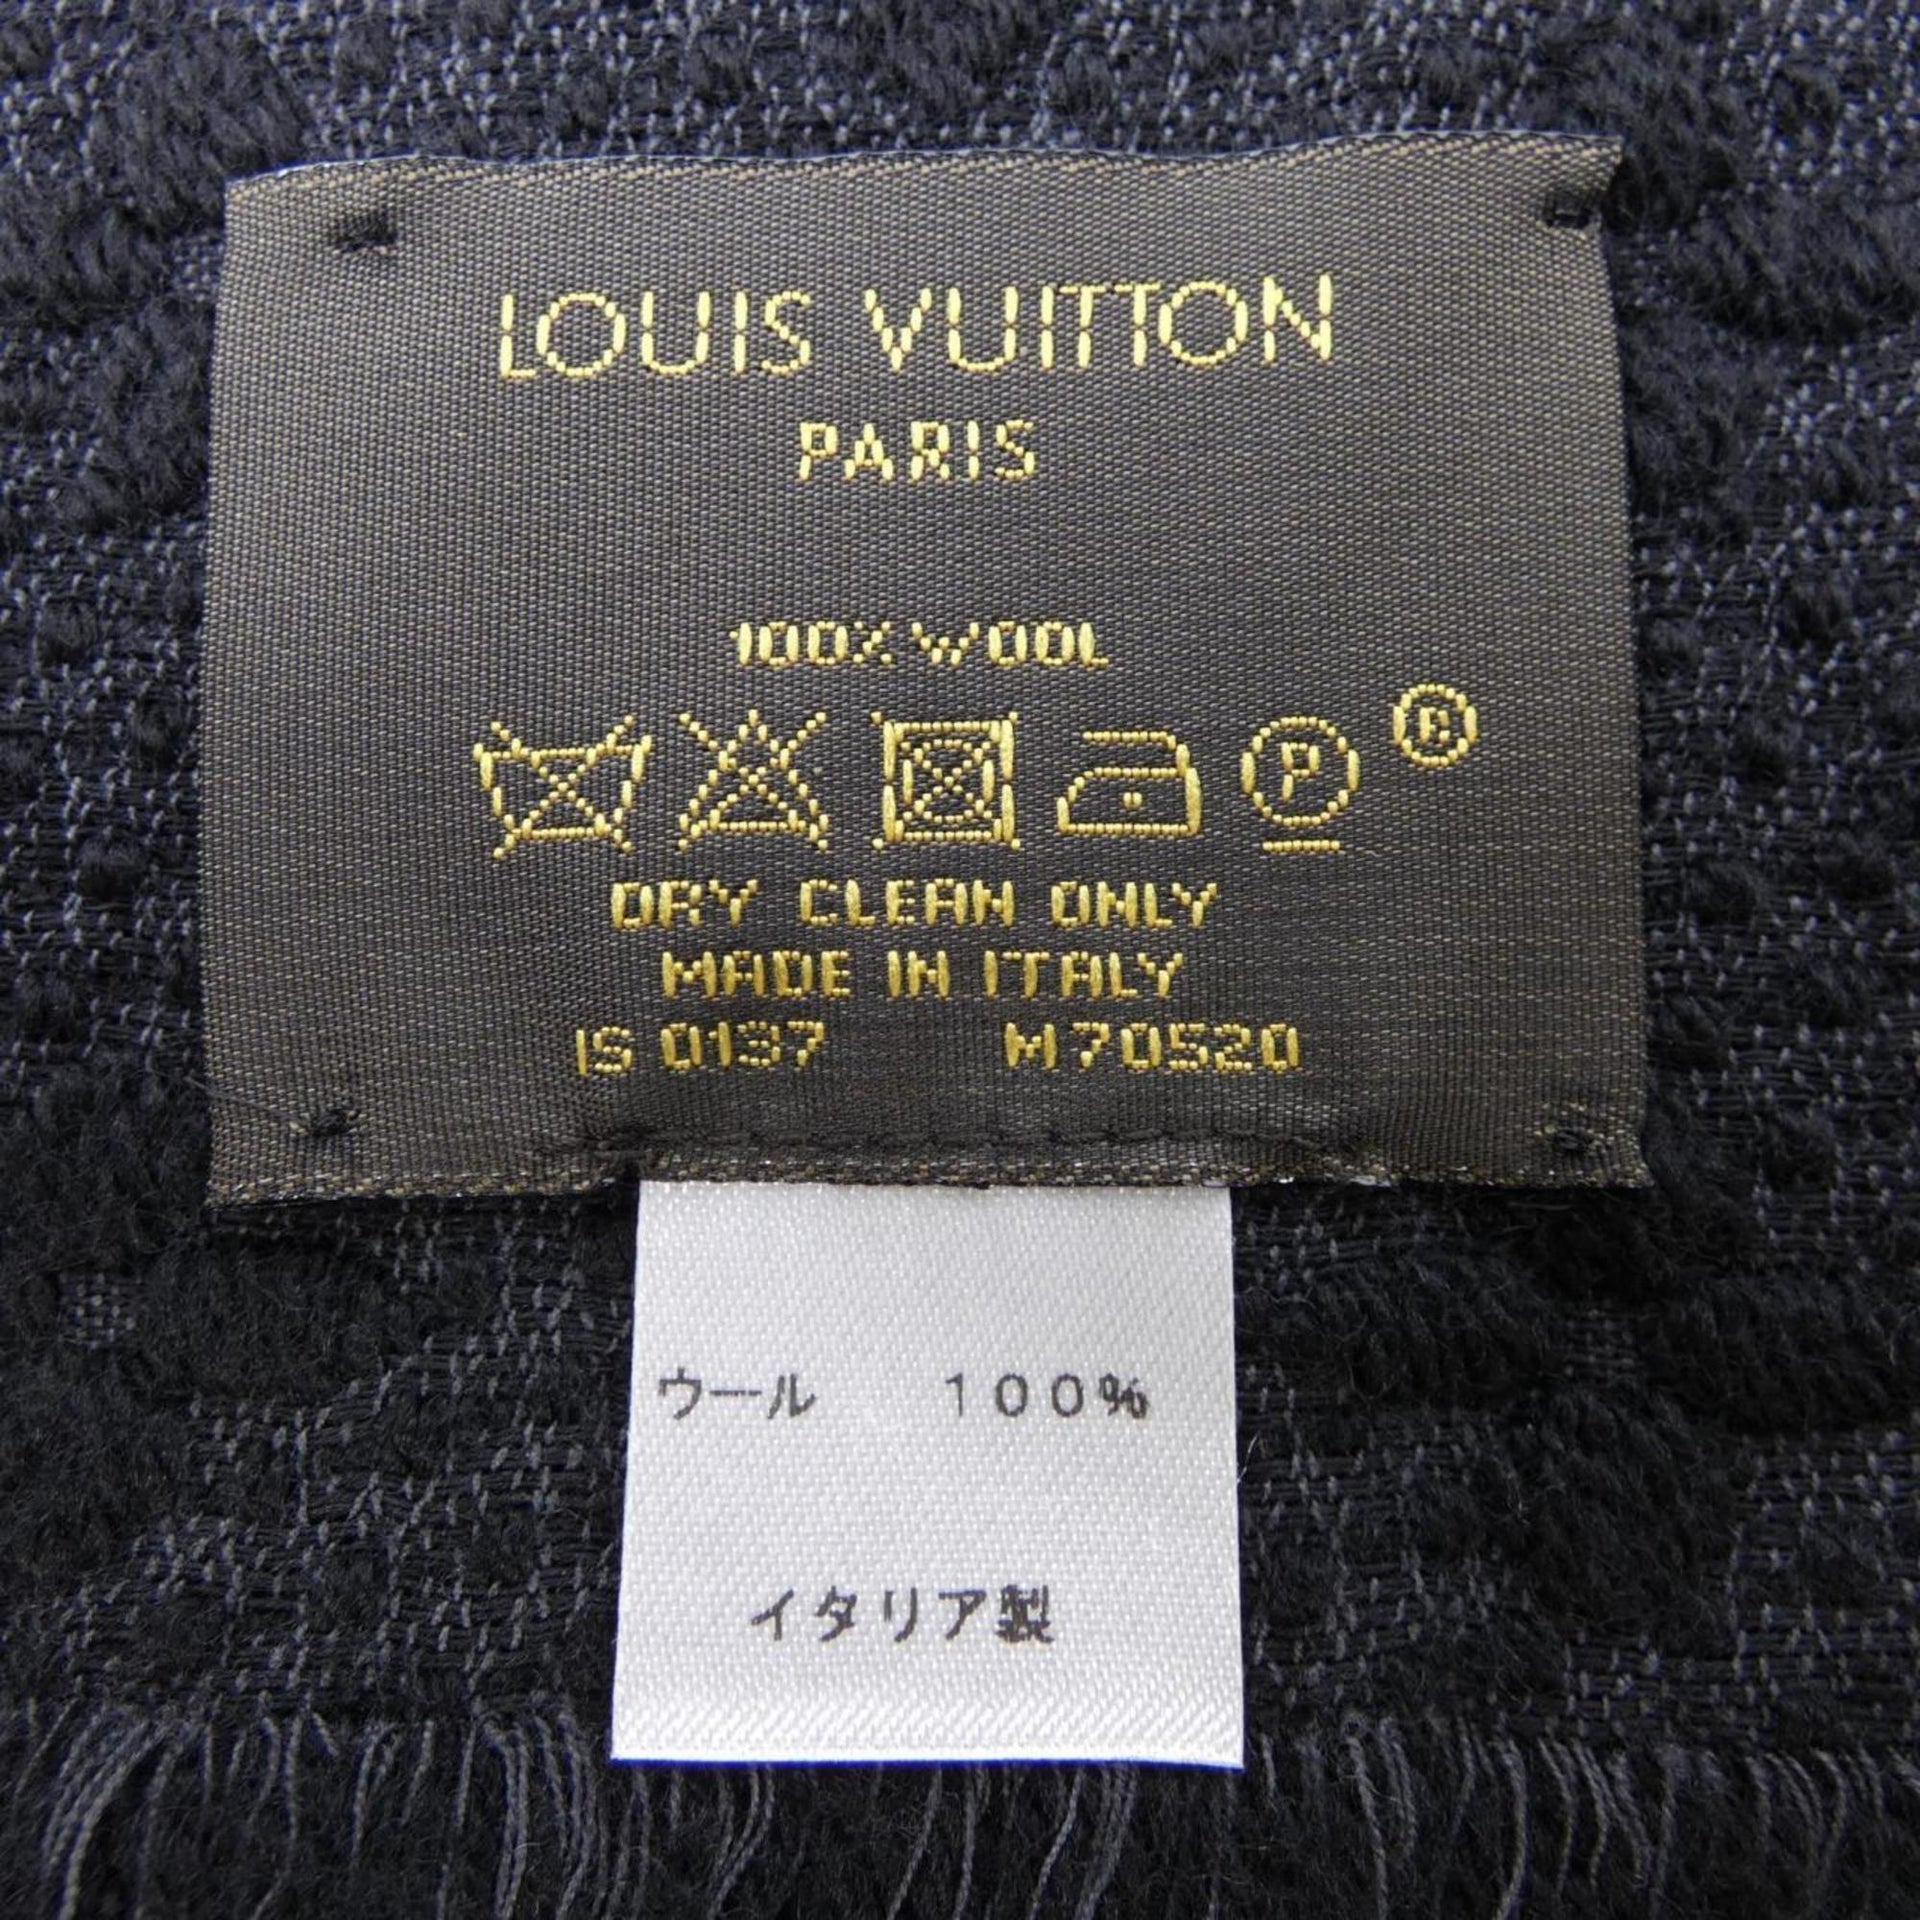 LOUIS VUITTON
PARIS
100% WOOL
P ®
DRY CLEAN ONLY
MADE IN ITALY
IS 0137 M70520
ウール 100%
イタリア製